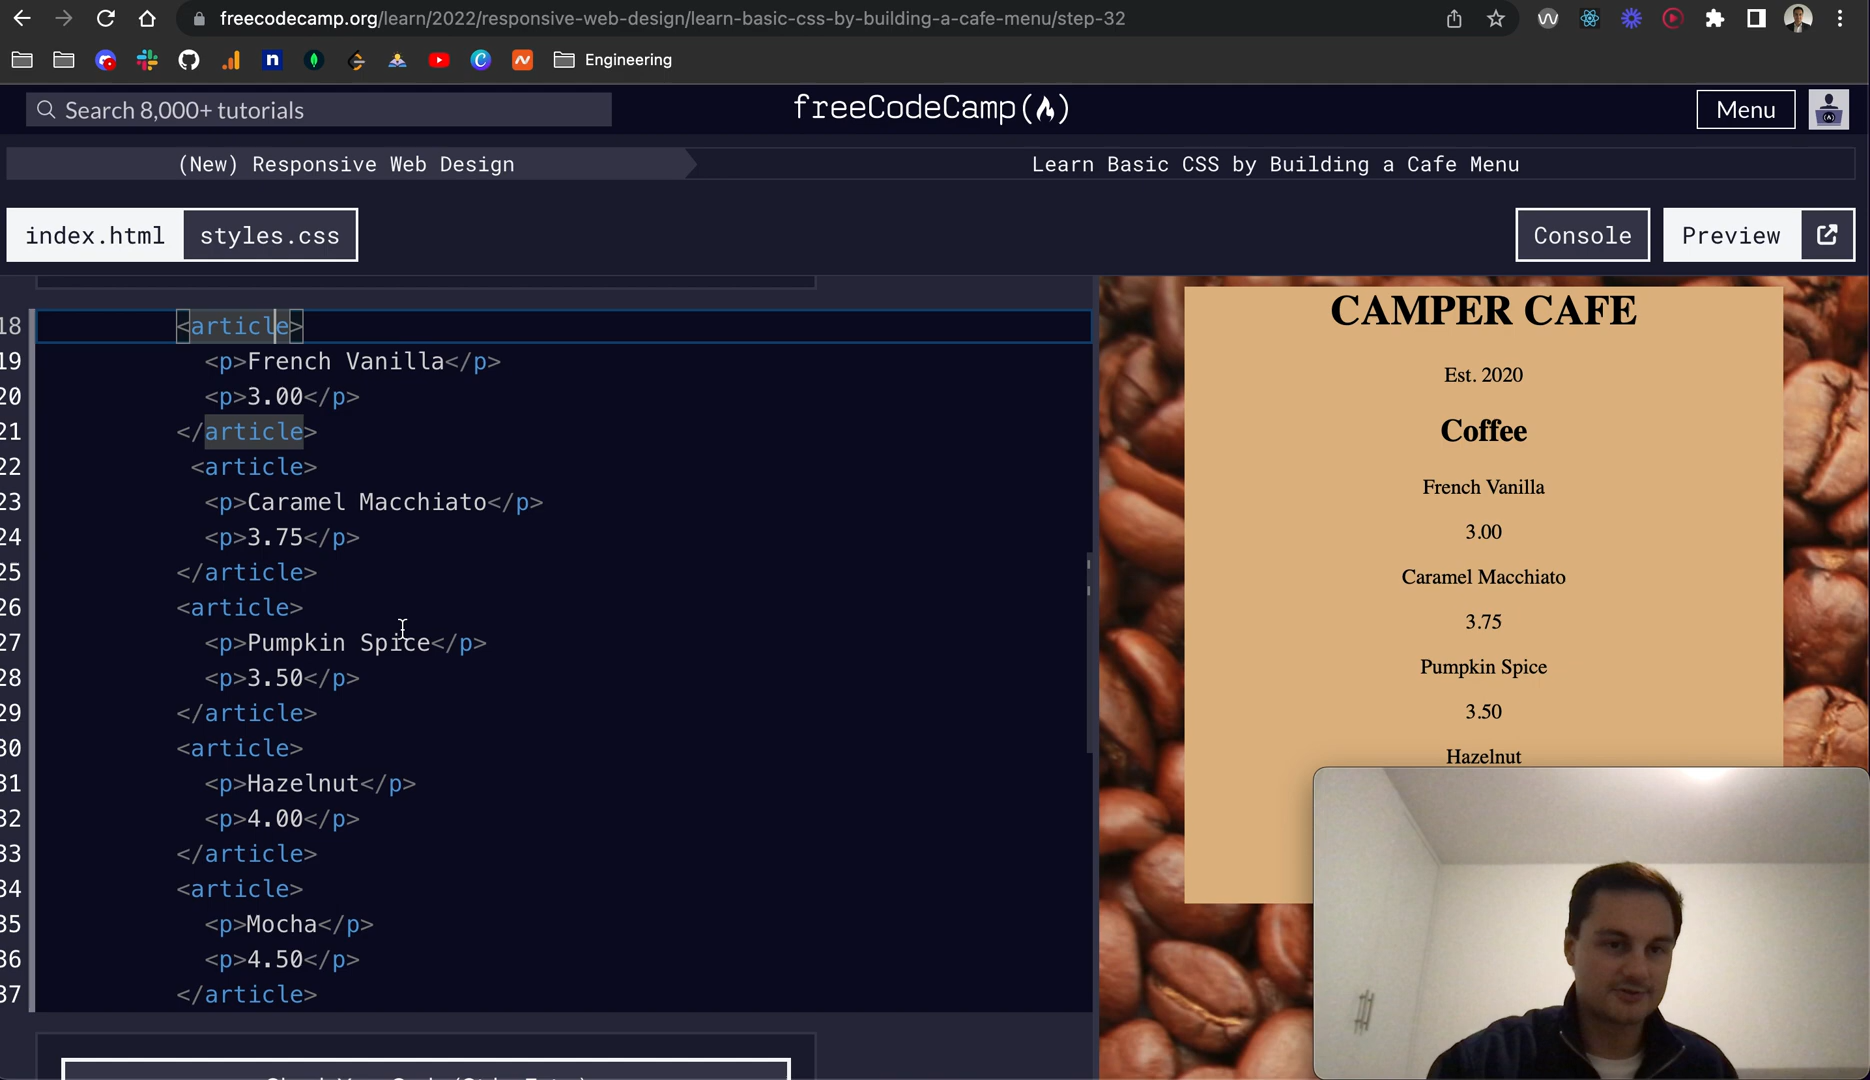 freecodecamp.org/learn/2022/responsive-web-design/learn-basic-css-by-building-a-cafe-menu/step-32
Engineering
Search 8,000+ tutorials
freeCodeCamp
Menu
(New) Responsive Web Design
Learn Basic CSS by Building a Cafe Menu
index.html
styles.css
Console
Preview
18 <article>
19 <p>French Vanilla</p>
20 <p>3.00</p>
21 </article>
22 <article>
23 <p>Caramel Macchiato</p>
24 <p>3.75</p>
25 </article>
26 <article>
27 <p>Pumpkin Spice</p>
28 <p>3.50</p>
29 </article>
30 <article>
31 <p>Hazelnut</p>
32 <p>4.00</p>
33 </article>
34 <article>
35 <p>Mocha</p>
36 <p>4.50</p>
37 </article>
CAMPER CAFE
Est. 2020
Coffee
French Vanilla
3.00
Caramel Macchiato
3.75
Pumpkin Spice
3.50
Hazelnut